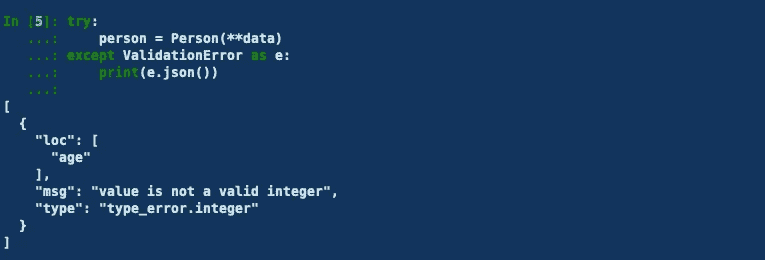 In [5]: try:
   ...:     person = Person(**data)
   ...: except ValidationError as e:
   ...:     print(e.json())
   ...:
[
  {
    "loc": [
      "age"
    ],
    "msg": "value is not a valid integer",
    "type": "type_error.integer"
  }
]